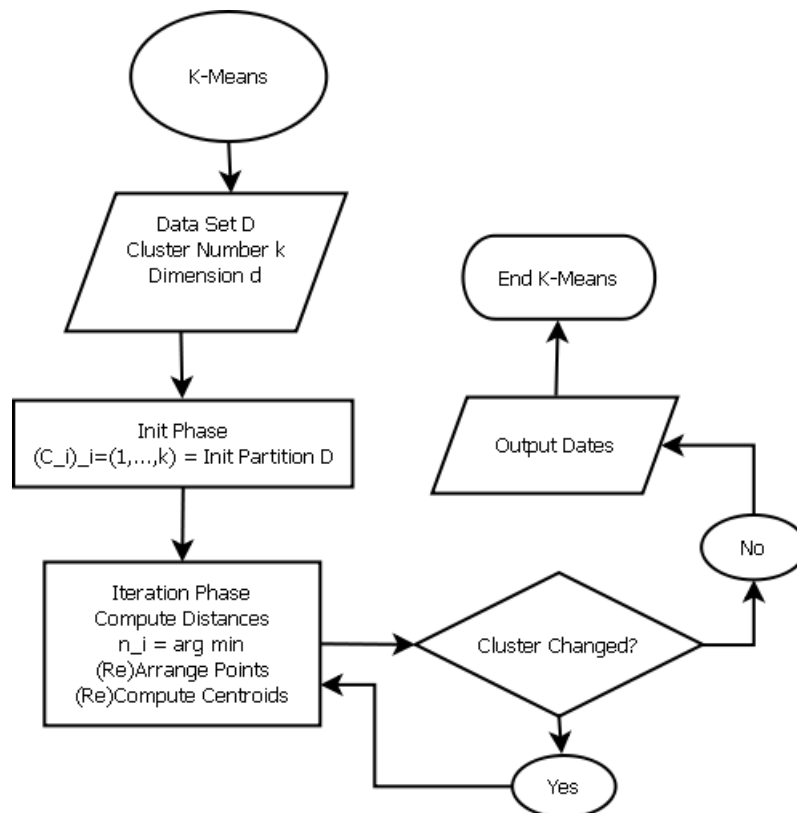 K-Means
Data Set D
Cluster Number k
Dimension d
Init Phase
(C_i)_i=(1,...,k) = Init Partition D
Iteration Phase
Compute Distances
n_i = arg min
(Re)Arrange Points
(Re)Compute Centroids
Cluster Changed?
Yes
No
Output Dates
End K-Means